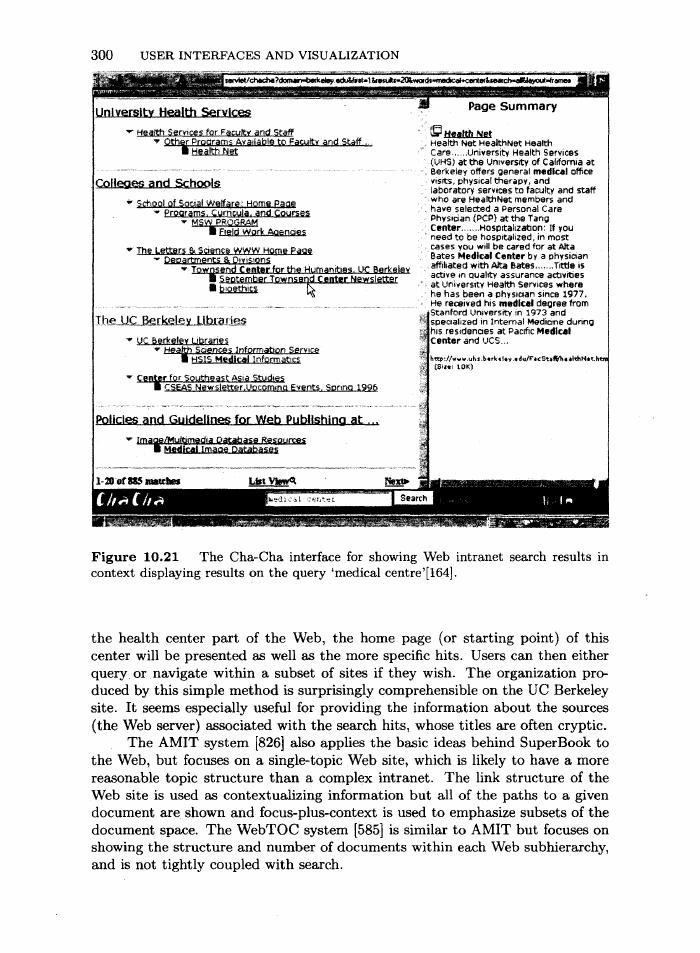 300 USER INTERFACES AND VISUALIZATION
servlet/chacha?domain=berkeley.edu&first=1&results=20&words=medical+center&search=all&layout=frames
University Health Services
Health Services for Faculty and Staff
Other Programs Available to Faculty and Staff ...
Health Net
Colleges and Schools
School of Social Welfare: Home Page
Programs, Curricula, and Courses
MSW PROGRAM
Field Work Agencies
The Letters & Science WWW Home Page
Departments & Divisions
Townsend Center for the Humanities, UC Berkeley
September Townsend Center Newsletter
bioethics
The UC Berkeley Libraries
UC Berkeley Libraries
Health Sciences Information Service
HSIS Medical Informatics
Center for Southeast Asia Studies
CSEAS Newsletter,Upcoming Events, Spring 1996
Policies and Guidelines for Web Publishing at ...
Image/Multimedia Database Resources
Medical Image Databases
1-20 of 885 matches List View Next
Page Summary
Health Net
Health Net HealthNet Health
Care......University Health Services
(UHS) at the University of California at
Berkeley offers general medical office
visits, physical therapy, and
laboratory services to faculty and staff
who are HealthNet members and
have selected a Personal Care
Physician (PCP) at the Tang
Center.......Hospitalization: If you
need to be hospitalized, in most
cases you will be cared for at Alta
Bates Medical Center by a physician
affiliated with Alta Bates.......Tittle is
active in quality assurance activities
at University Health Services where
he has been a physician since 1977.
He received his medical degree from
Stanford University in 1973 and
specialized in Internal Medicine during
his residencies at Pacific Medical
Center and UCS...
http://www.uhs.berkeley.edu/FacStaff/healthNet.htm
(Size: 10K)
Cha Cha medical center Search
Figure 10.21 The Cha-Cha interface for showing Web intranet search results in
context displaying results on the query ‘medical centre’[164].
the health center part of the Web, the home page (or starting point) of this
center will be presented as well as the more specific hits. Users can then either
query or navigate within a subset of sites if they wish. The organization pro-
duced by this simple method is surprisingly comprehensible on the UC Berkeley
site. It seems especially useful for providing the information about the sources
(the Web server) associated with the search hits, whose titles are often cryptic.
The AMIT system [826] also applies the basic ideas behind SuperBook to
the Web, but focuses on a single-topic Web site, which is likely to have a more
reasonable topic structure than a complex intranet. The link structure of the
Web site is used as contextualizing information but all of the paths to a given
document are shown and focus-plus-context is used to emphasize subsets of the
document space. The WebTOC system [585] is similar to AMIT but focuses on
showing the structure and number of documents within each Web subhierarchy,
and is not tightly coupled with search.